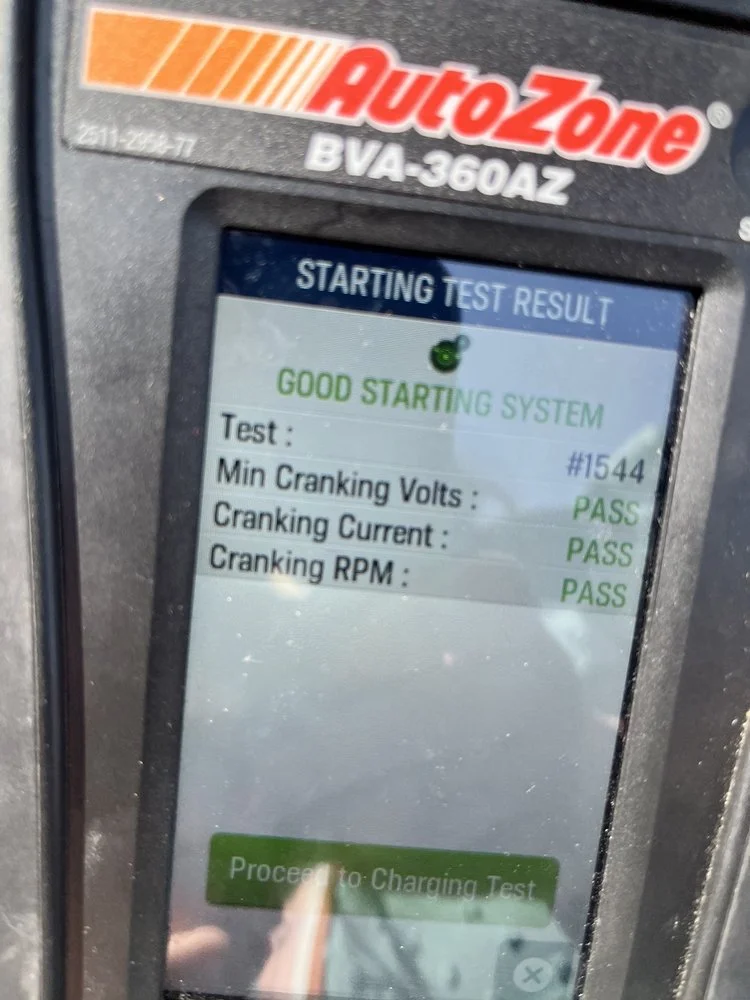 AutoZone®
2511-2958-77
BVA-360AZ
STARTING TEST RESULT
GOOD STARTING SYSTEM
Test : #1544
Min Cranking Volts : PASS
Cranking Current : PASS
Cranking RPM : PASS
Proceed to Charging Test